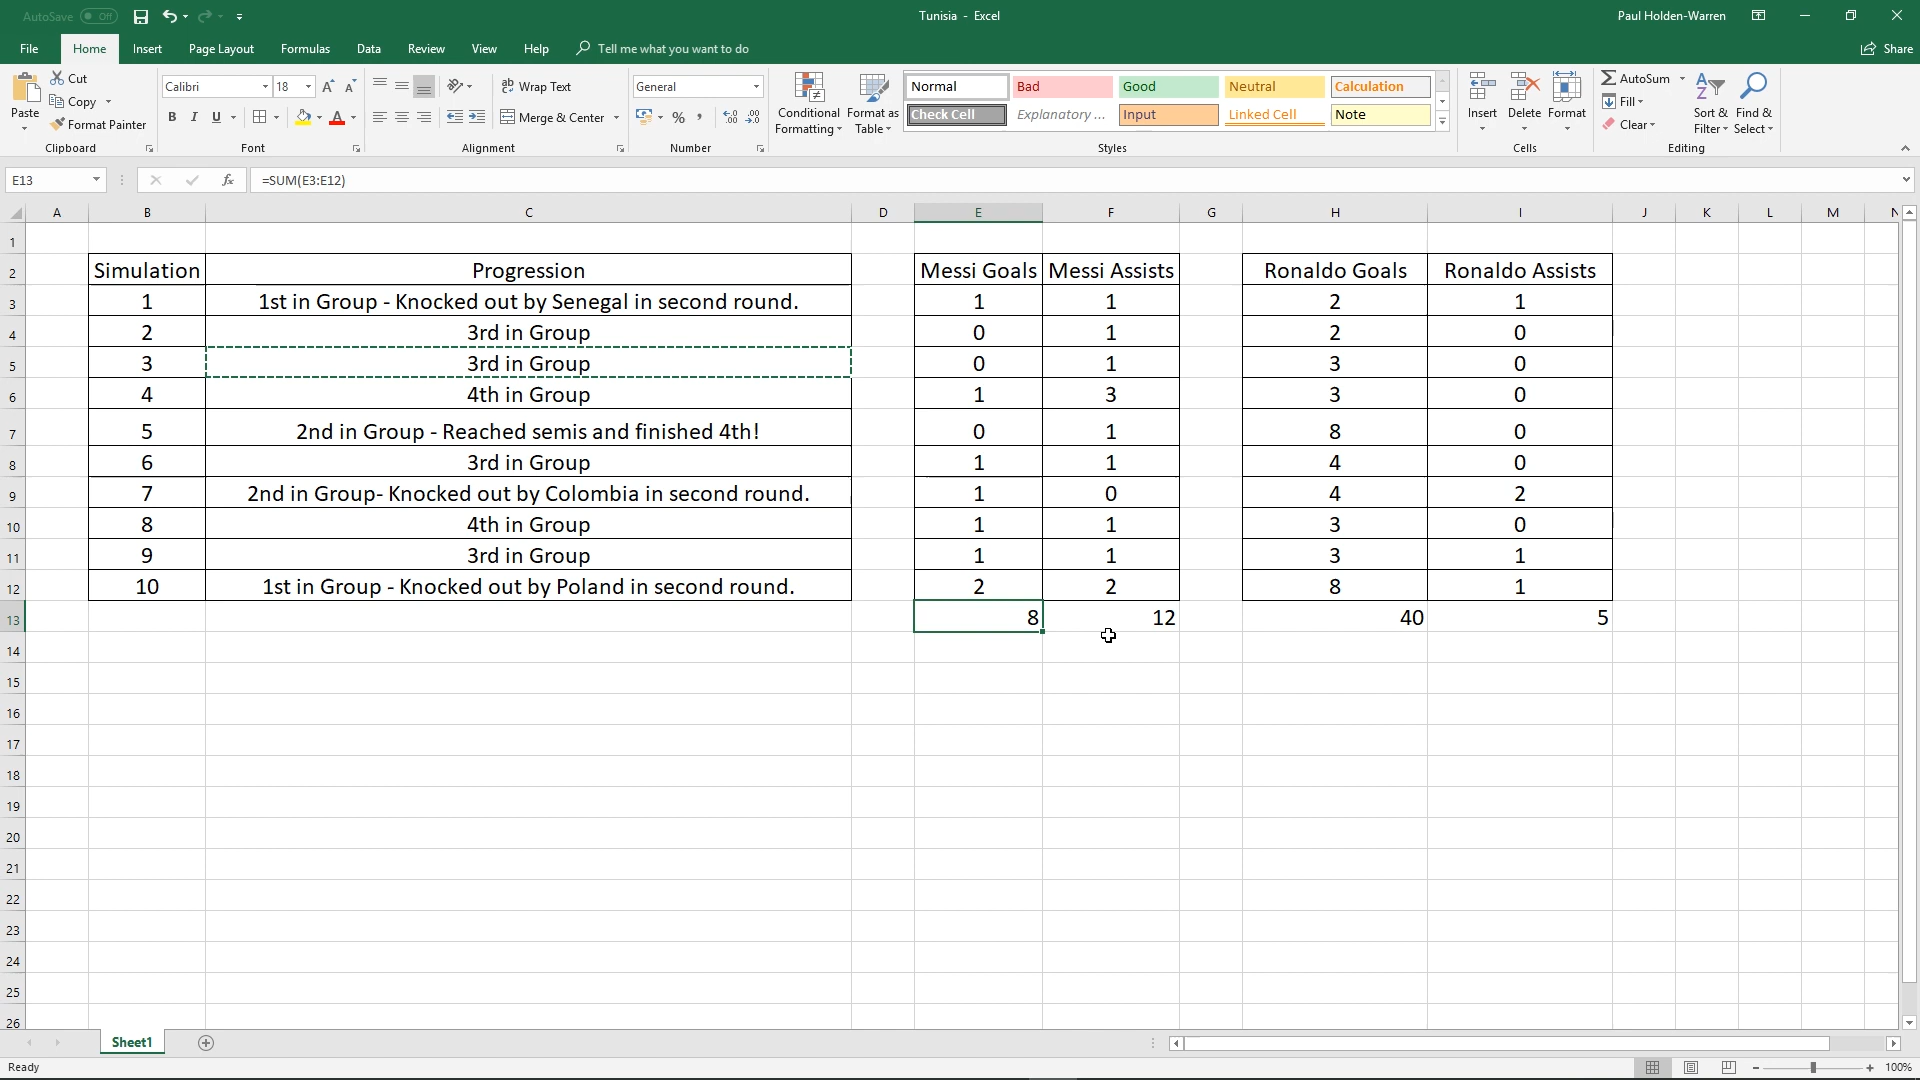 AutoSave Off Tunisia - Excel Paul Holden-Warren
File Home Insert Page Layout Formulas Data Review View Help Tell me what you want to do Share
Paste Cut Copy Format Painter Clipboard
Calibri 18 A A B I U A Font
ab Wrap Text Merge & Center Alignment
General % , Number
Conditional Formatting Format as Table
Normal Bad Good Neutral Calculation
Check Cell Explanatory ... Input Linked Cell Note
Styles
Insert Delete Format Cells
AutoSum Fill Clear Sort & Filter Find & Select Editing
E13 fx =SUM(E3:E12)
A B C D E F G H I J K L M N
1
2 Simulation Progression Messi Goals Messi Assists Ronaldo Goals Ronaldo Assists
3 1 1st in Group - Knocked out by Senegal in second round. 1 1 2 1
4 2 3rd in Group 0 1 2 0
5 3 3rd in Group 0 1 3 0
6 4 4th in Group 1 3 3 0
7 5 2nd in Group - Reached semis and finished 4th! 0 1 8 0
8 6 3rd in Group 1 1 4 0
9 7 2nd in Group- Knocked out by Colombia in second round. 1 0 4 2
10 8 4th in Group 1 1 3 0
11 9 3rd in Group 1 1 3 1
12 10 1st in Group - Knocked out by Poland in second round. 2 2 8 1
13 8 12 40 5
14
15
16
17
18
19
20
21
22
23
24
25
26
Sheet1
Ready 100%